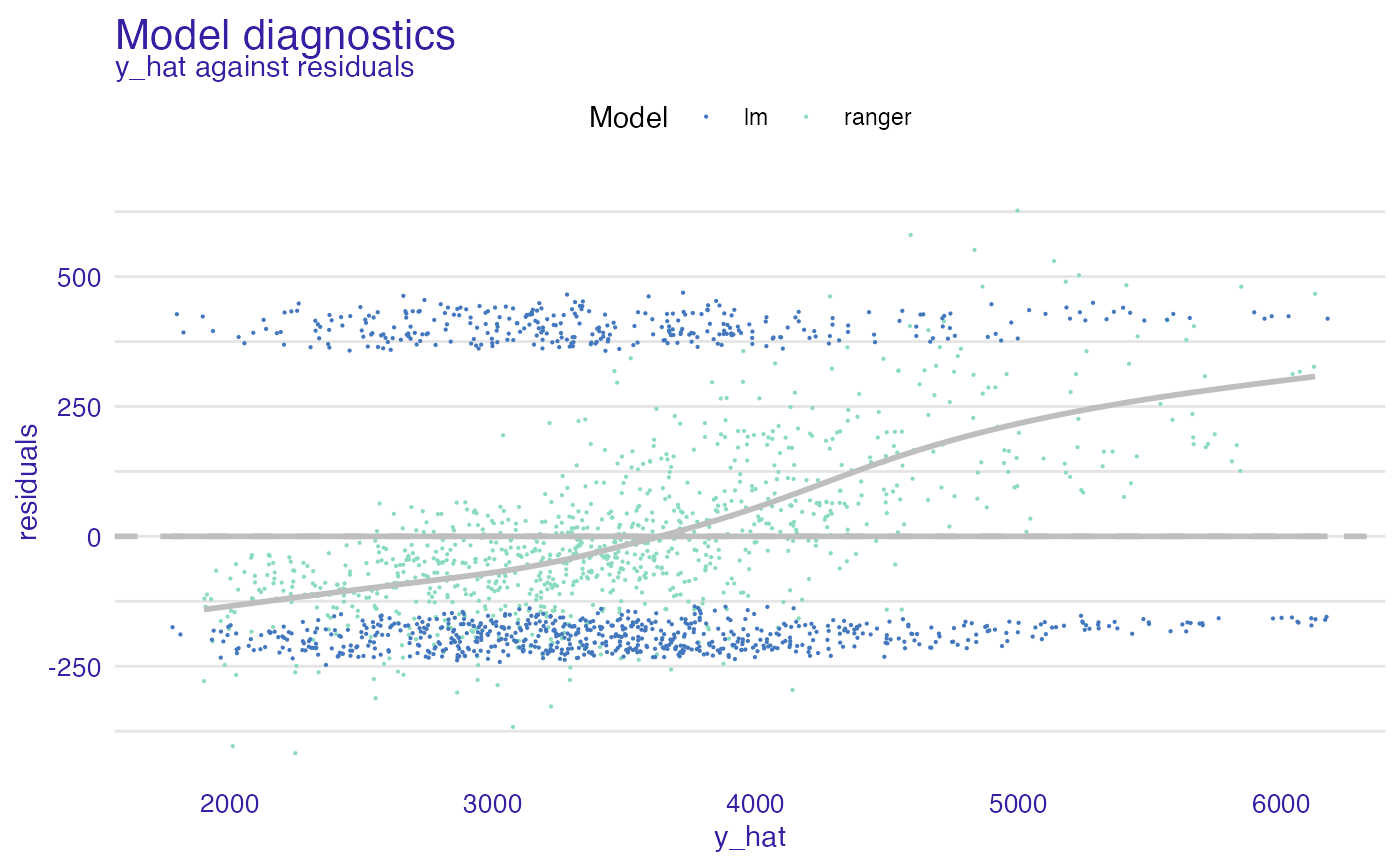 Model diagnostics
y_hat against residuals
Model lm ranger
500
250
0
-250
residuals
2000 3000 4000 5000 6000
y_hat